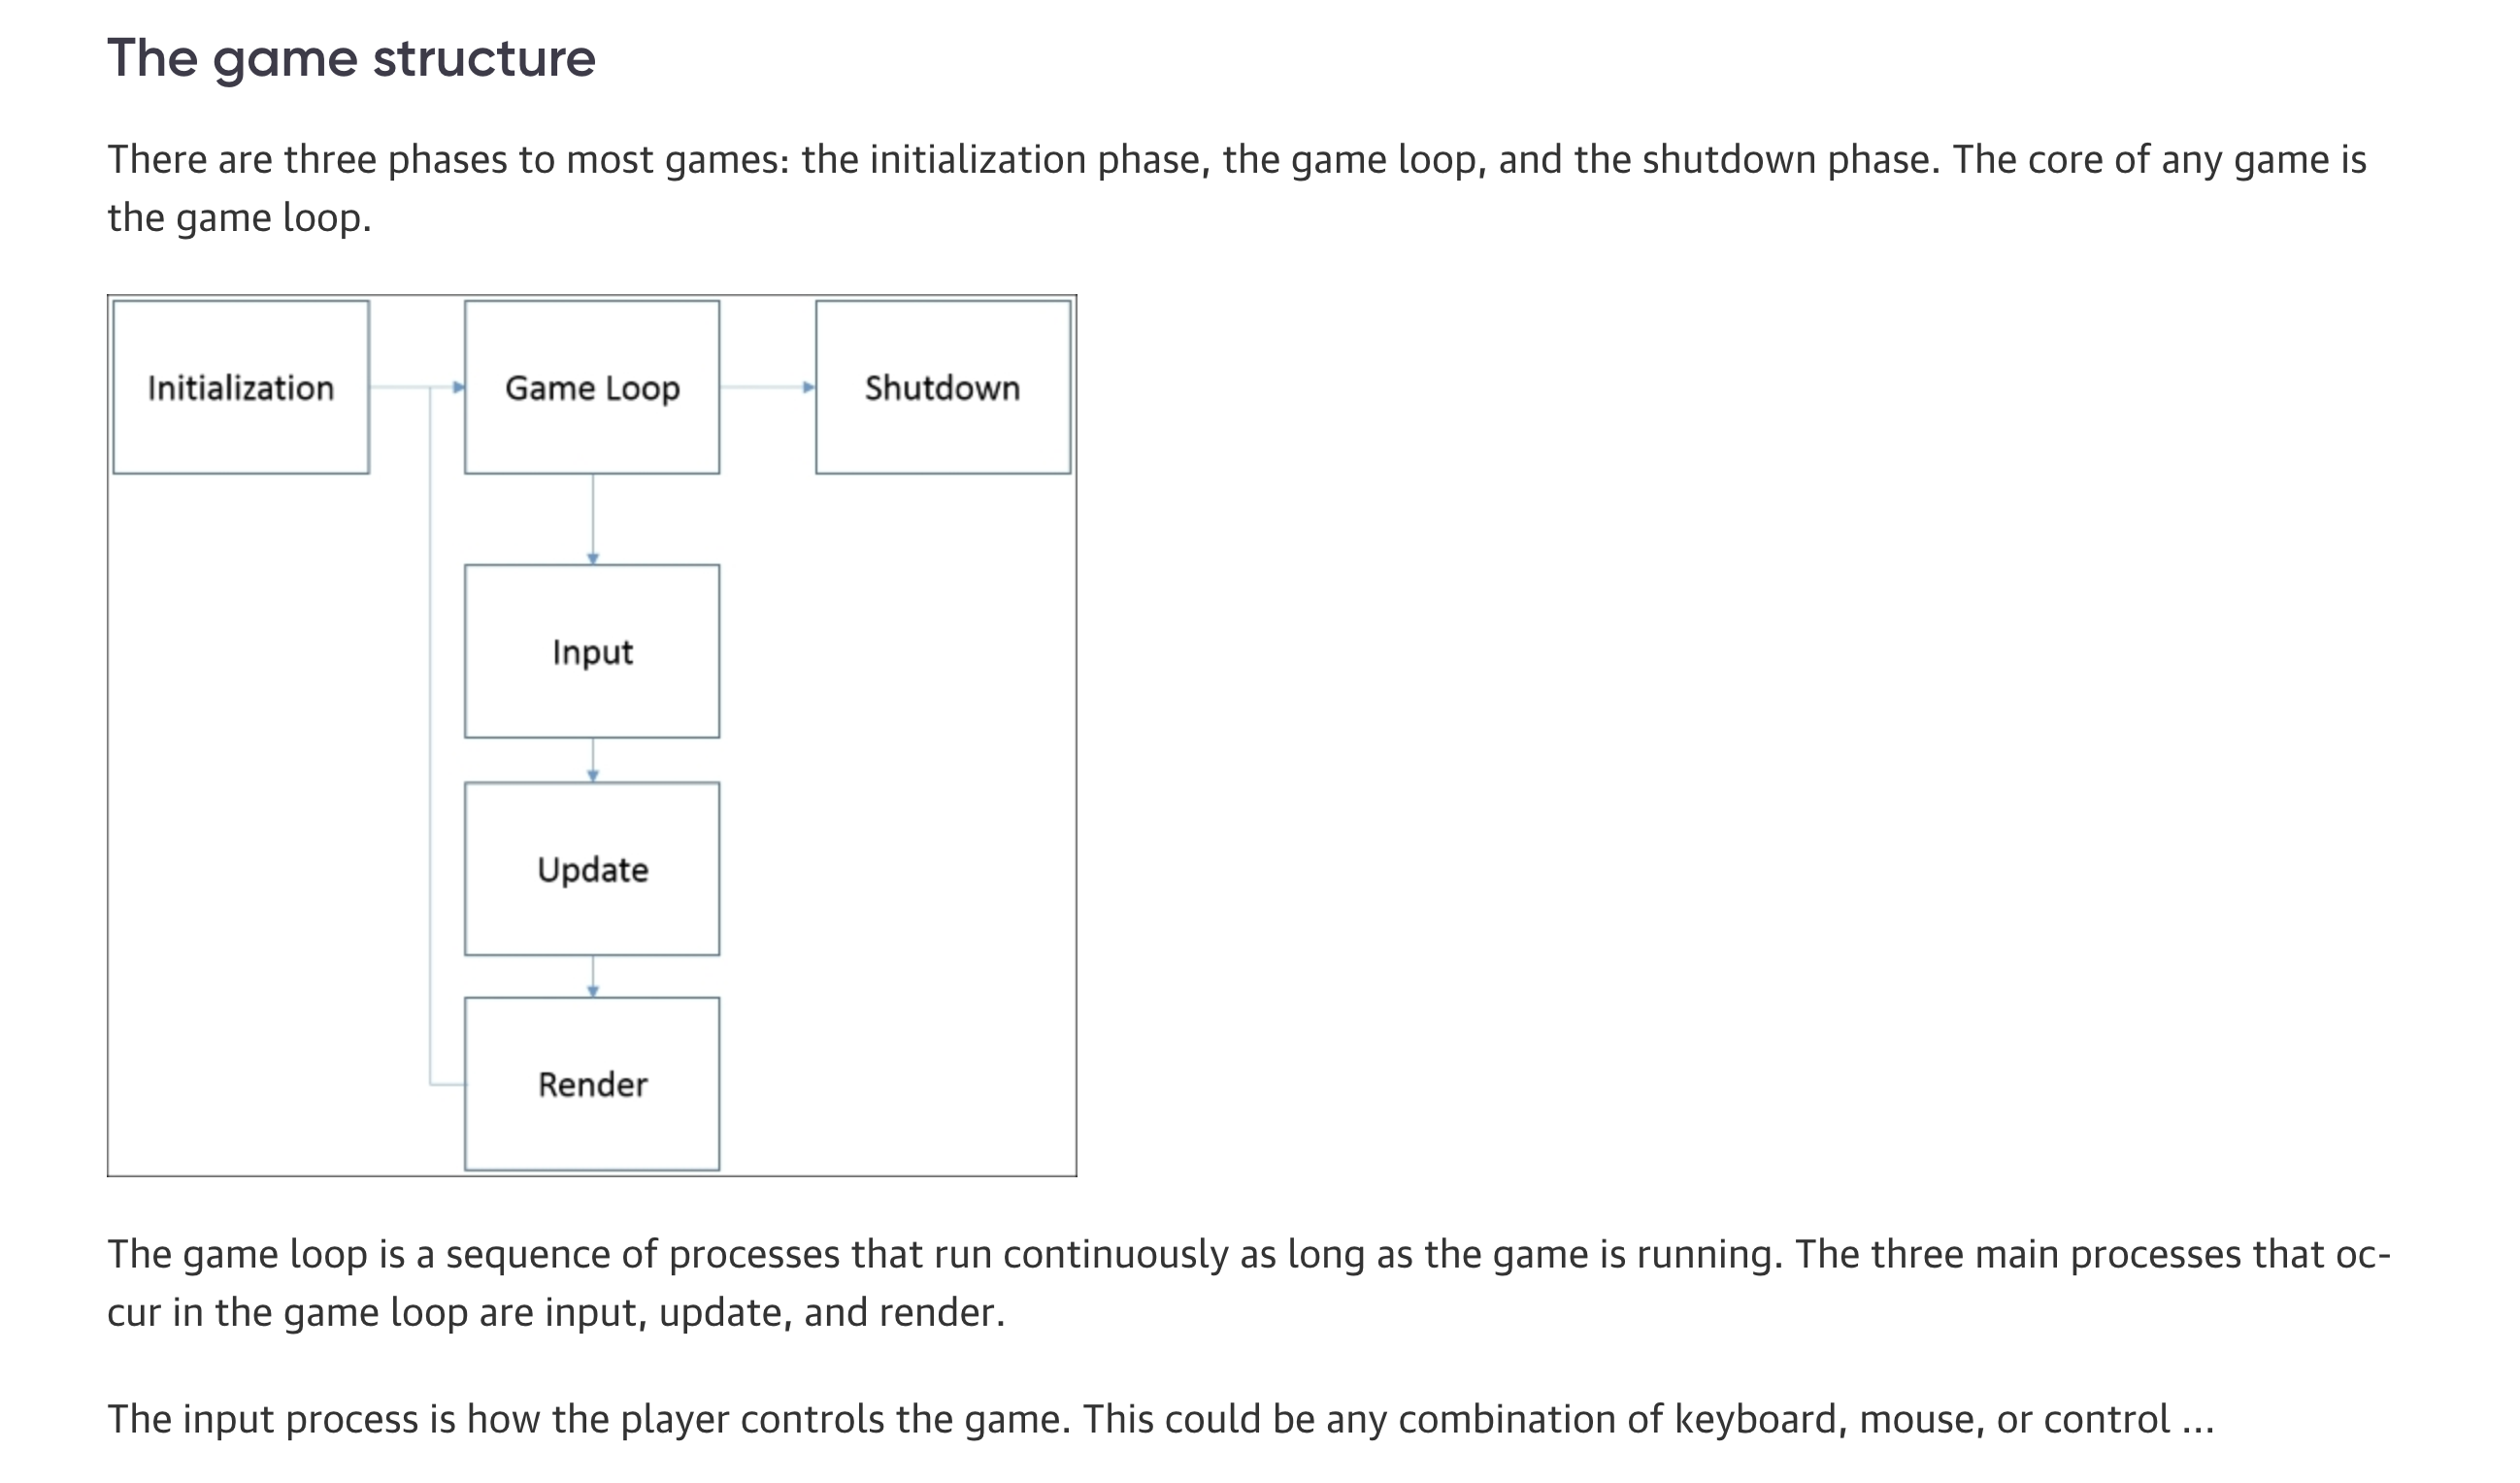 The game structure
There are three phases to most games: the initialization phase, the game loop, and the shutdown phase. The core of any game is
the game loop.
Initialization
Game Loop
Shutdown
Input
Update
Render
The game loop is a sequence of processes that run continuously as long as the game is running. The three main processes that oc-
cur in the game loop are input, update, and render.
The input process is how the player controls the game. This could be any combination of keyboard, mouse, or control ...